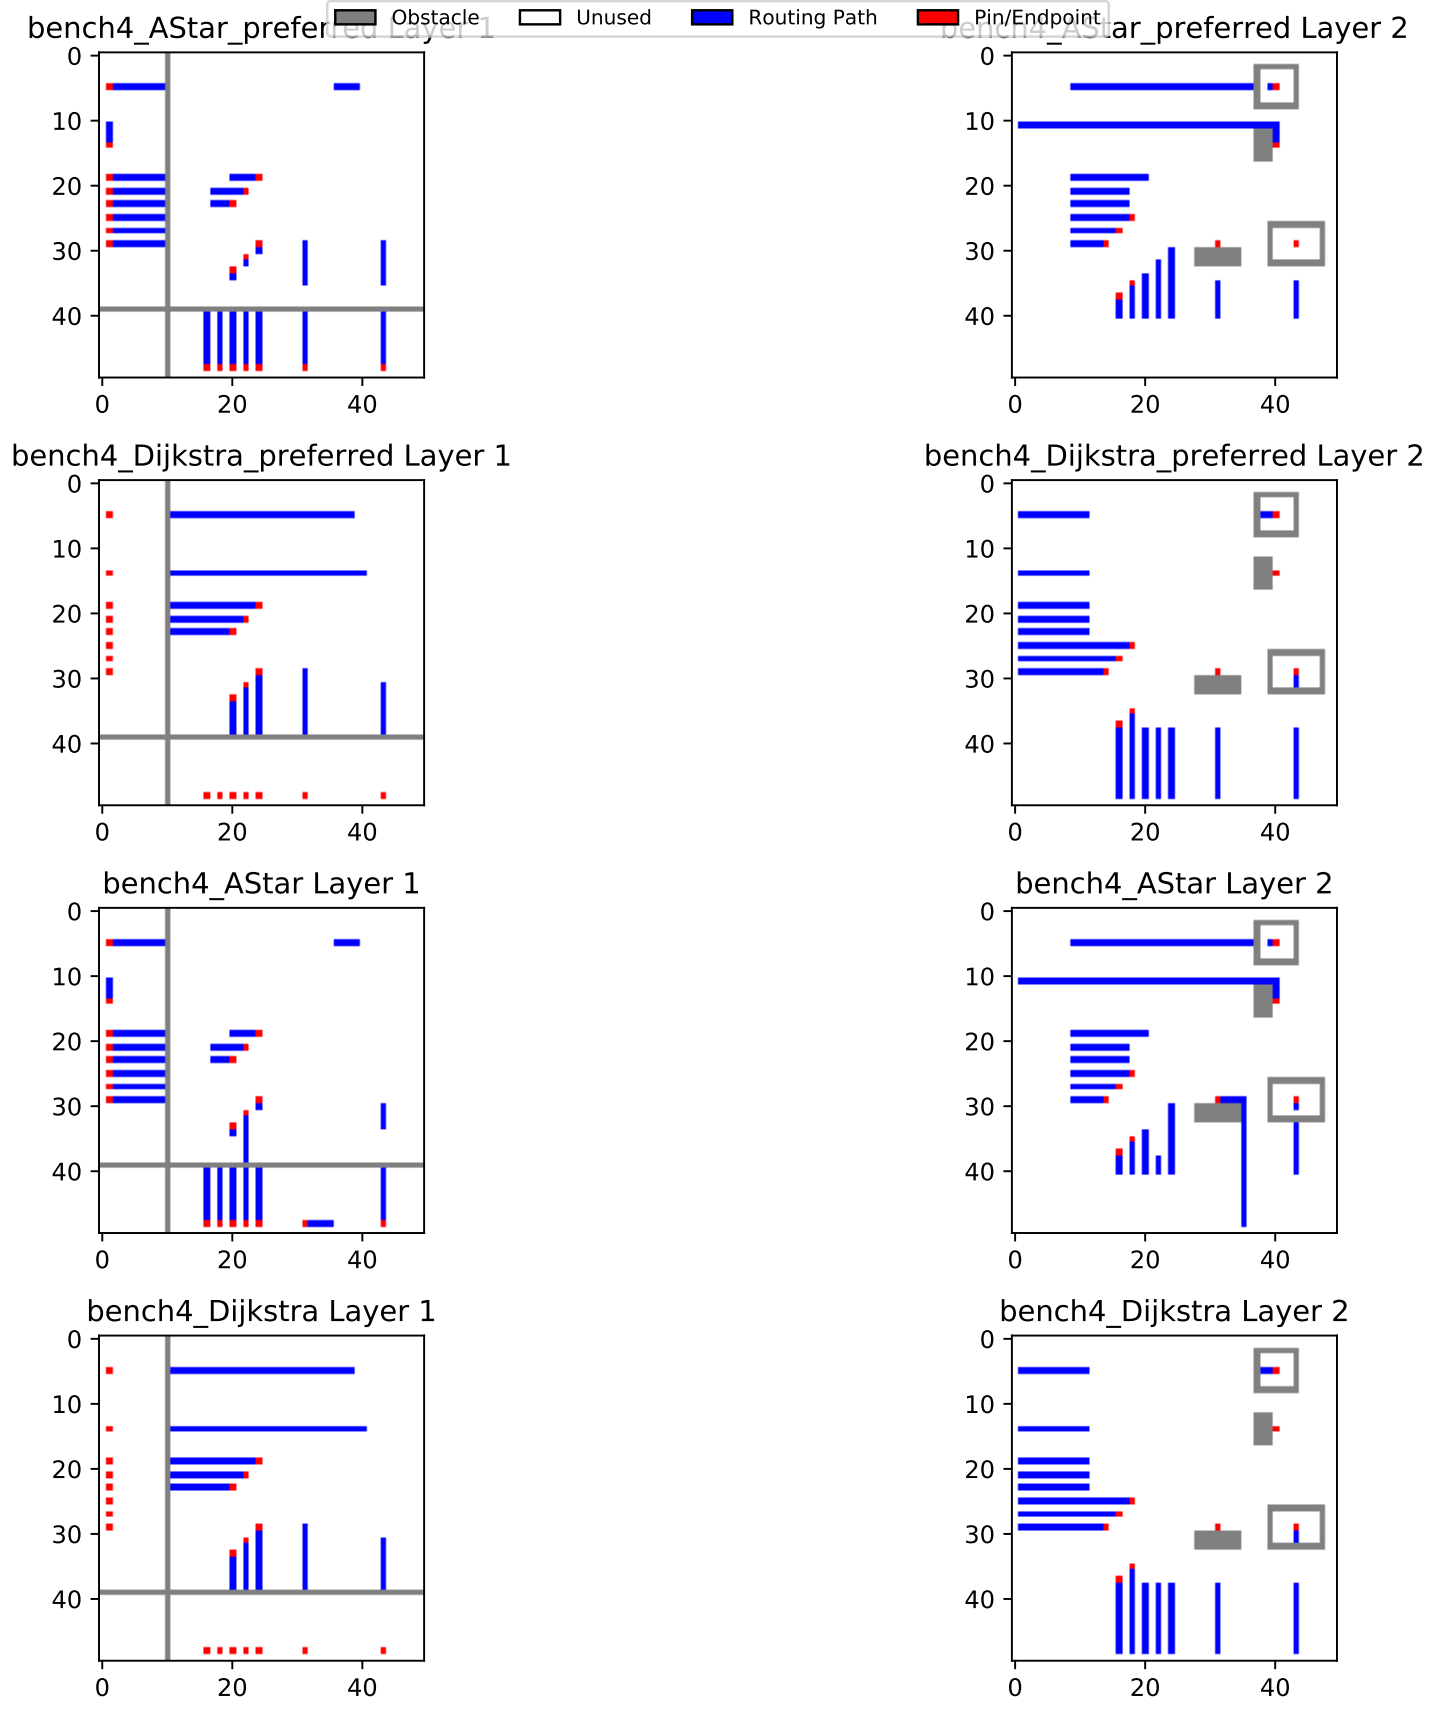 Obstacle Unused Routing Path Pin/Endpoint
bench4_AStar_preferred Layer 1
bench4_AStar_preferred Layer 2
0
10
20
30
40
0 20 40
0
10
20
30
40
0 20 40
bench4_Dijkstra_preferred Layer 1
bench4_Dijkstra_preferred Layer 2
0
10
20
30
40
0 20 40
0
10
20
30
40
0 20 40
bench4_AStar Layer 1
bench4_AStar Layer 2
0
10
20
30
40
0 20 40
0
10
20
30
40
0 20 40
bench4_Dijkstra Layer 1
bench4_Dijkstra Layer 2
0
10
20
30
40
0 20 40
0
10
20
30
40
0 20 40